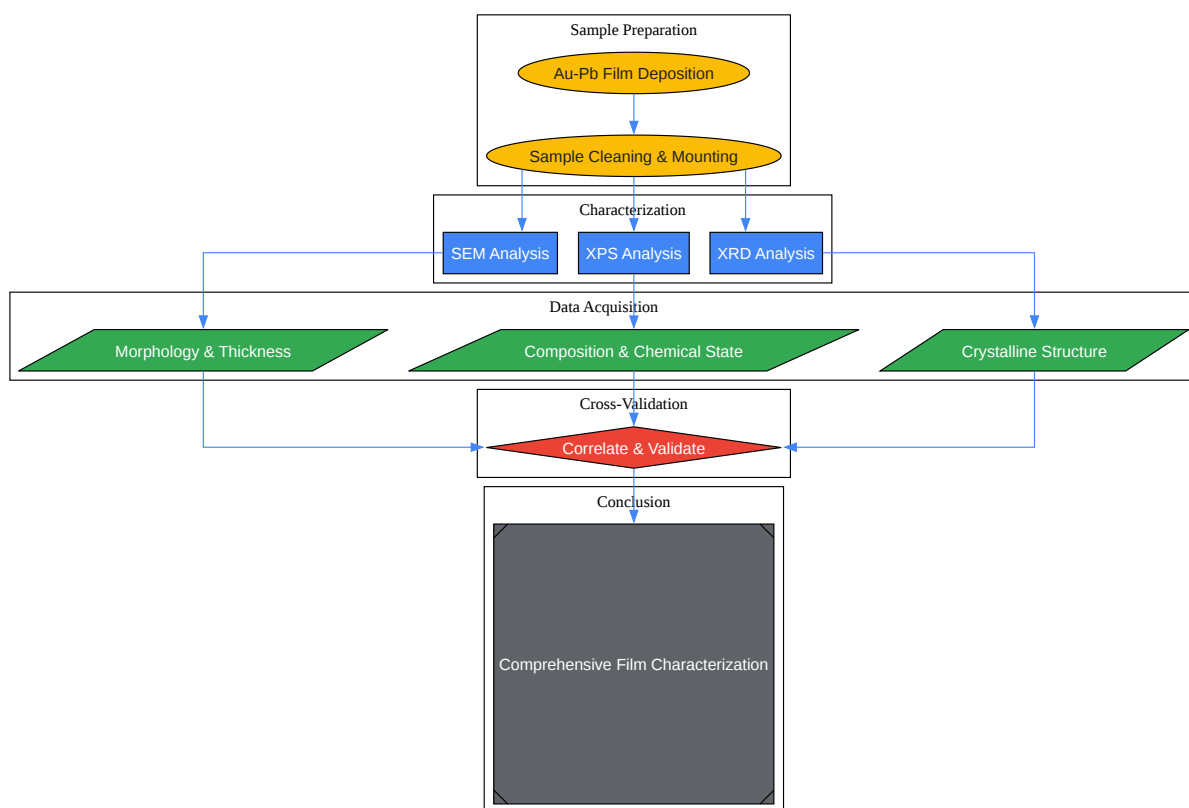 Sample Preparation
Au-Pb Film Deposition
Sample Cleaning & Mounting
Characterization
SEM Analysis
XPS Analysis
XRD Analysis
Data Acquisition
Morphology & Thickness
Composition & Chemical State
Crystalline Structure
Cross-Validation
Correlate & Validate
Conclusion
Comprehensive Film Characterization